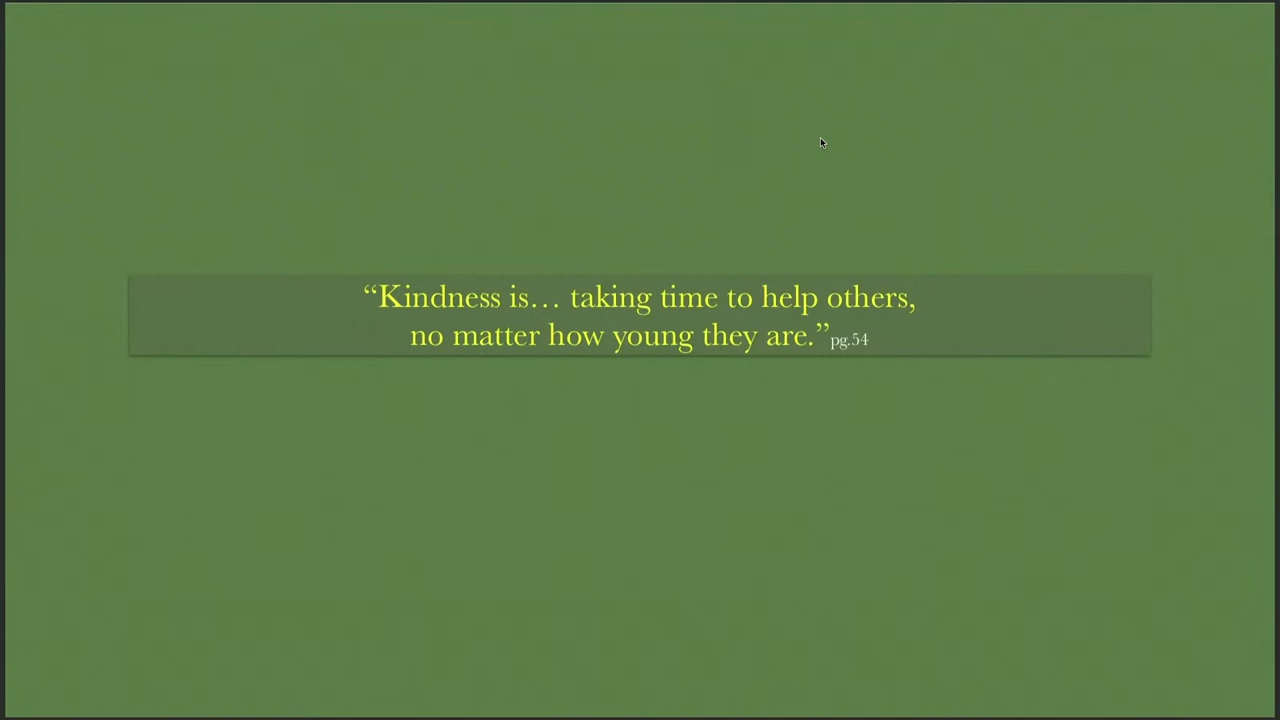 “Kindness is… taking time to help others,
no matter how young they are.”pg.54